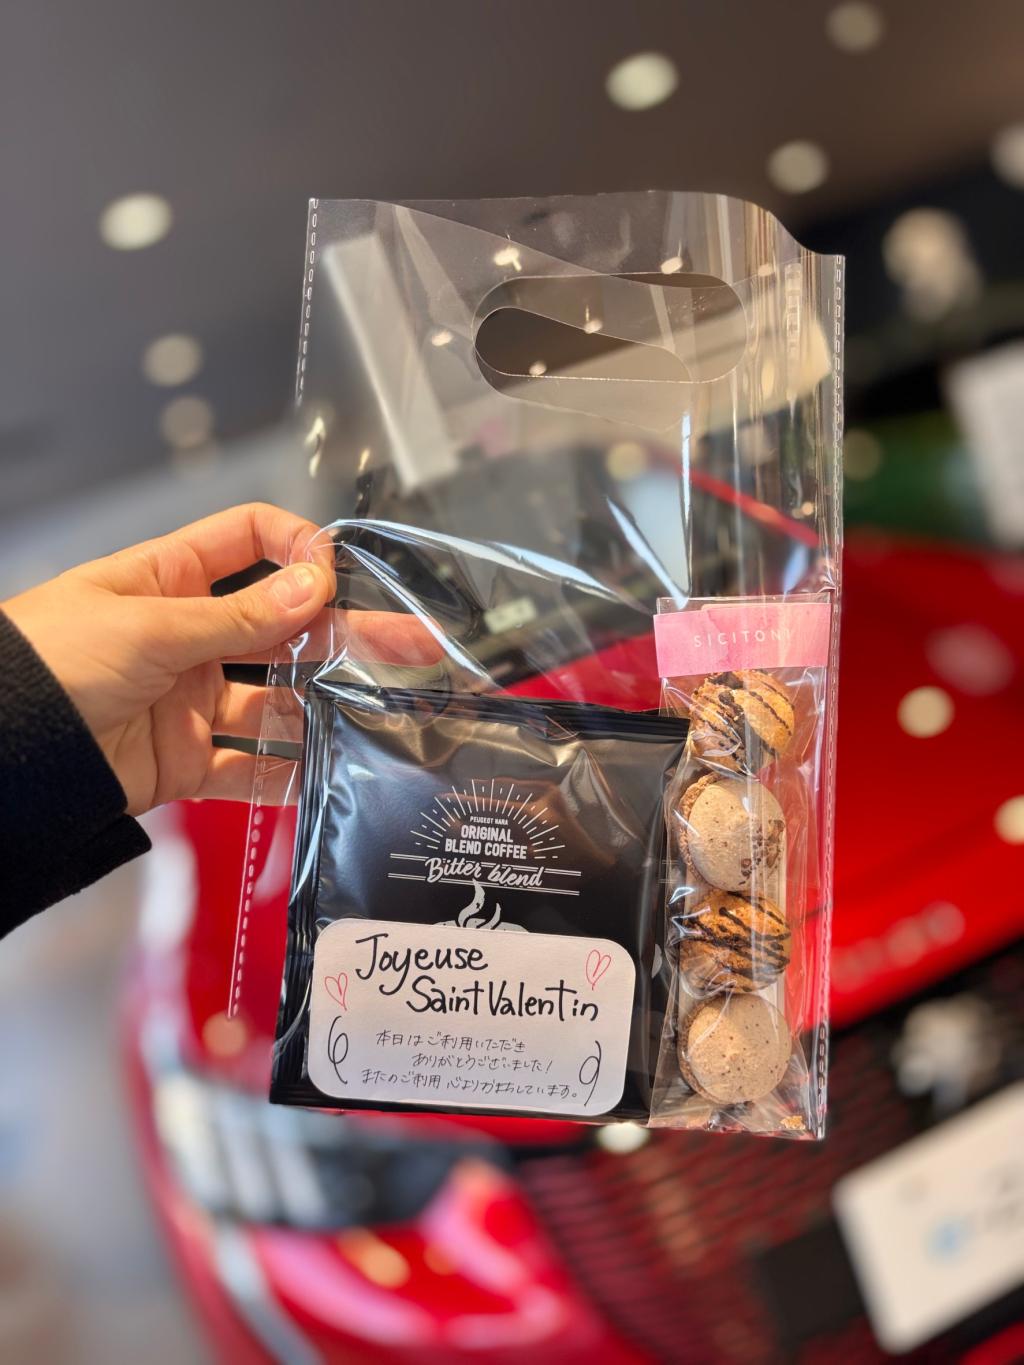 SICITONI
PEUGEOT NARA
ORIGINAL
BLEND COFFEE
Bitter blend
Joyeuse
Saint Valentin
本日はご利用いただき
ありがとうございました!
またのご利用 心よりお待ちしています。